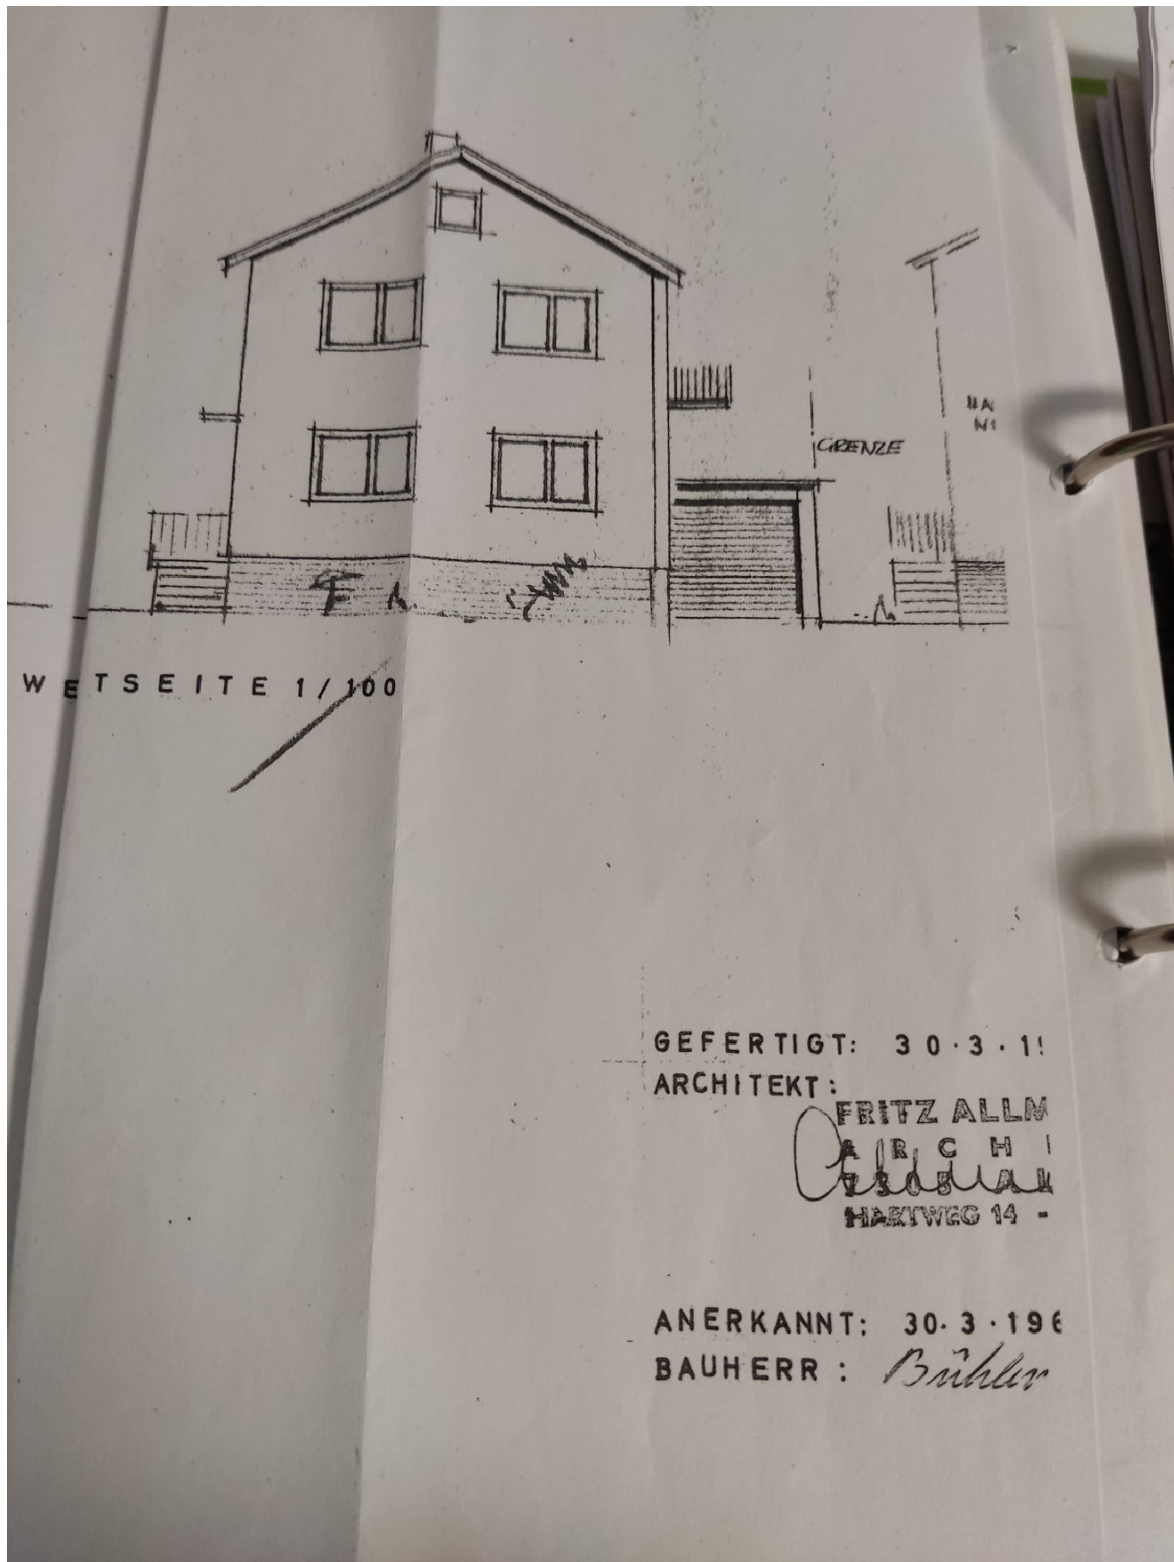 GRENZE
WETSEITE 1/100
GEFERTIGT: 30.3.1
ARCHITEKT:
FRITZ ALLM
ARCHI
HARTWEG 14 -
ANERKANNT: 30.3.196
BAUHERR: Bühler